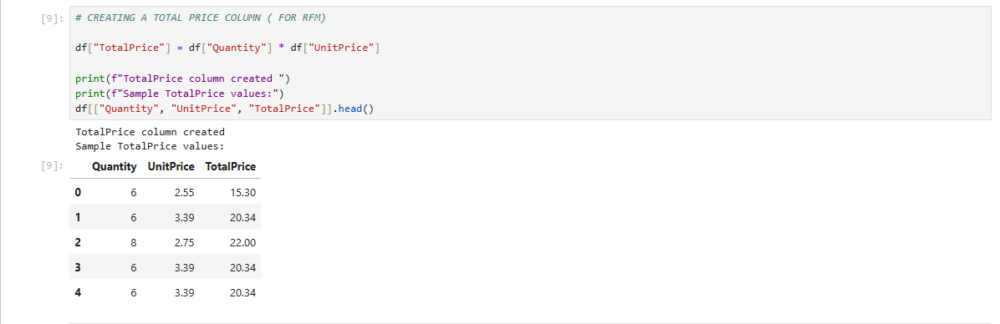 [9]: # CREATING A TOTAL PRICE COLUMN ( FOR RFM)
df["TotalPrice"] = df["Quantity"] * df["UnitPrice"]
print(f"TotalPrice column created ")
print(f"Sample TotalPrice values:")
df[["Quantity", "UnitPrice", "TotalPrice"]].head()
TotalPrice column created
Sample TotalPrice values:
[9]: Quantity UnitPrice TotalPrice
0 6 2.55 15.30
1 6 3.39 20.34
2 8 2.75 22.00
3 6 3.39 20.34
4 6 3.39 20.34